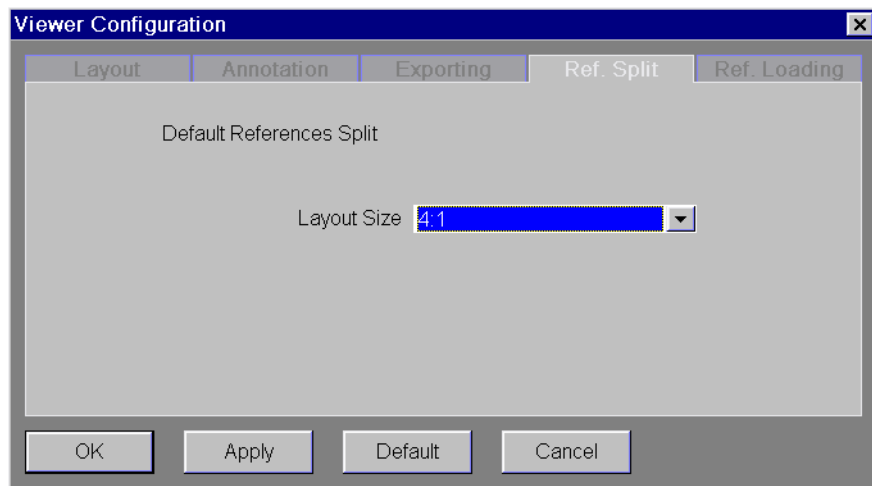 Viewer Configuration
Layout Annotation Exporting Ref. Split Ref. Loading
Default References Split
Layout Size 4:1
OK Apply Default Cancel